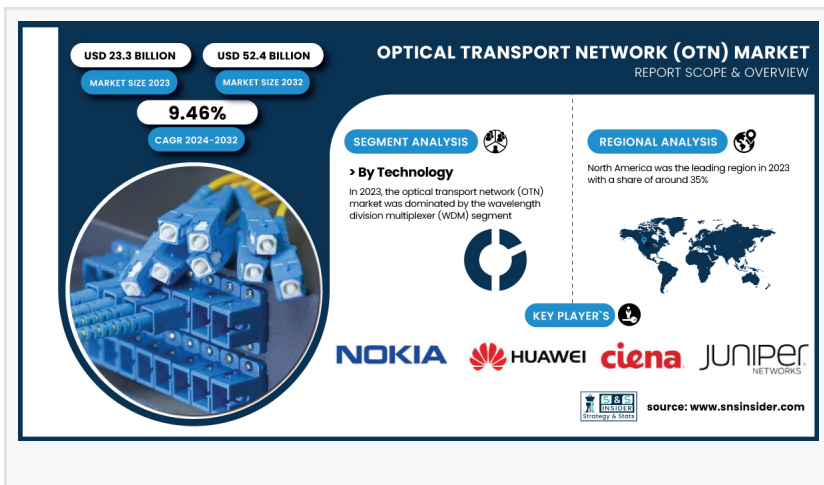 USD 23.3 BILLION
MARKET SIZE 2023
USD 52.4 BILLION
MARKET SIZE 2032
9.46%
CAGR 2024-2032
OPTICAL TRANSPORT NETWORK (OTN) MARKET
REPORT SCOPE & OVERVIEW
SEGMENT ANALYSIS
> By Technology
In 2023, the optical transport network (OTN)
market was dominated by the wavelength
division multiplexer (WDM) segment
REGIONAL ANALYSIS
North America was the leading region in 2023
with a share of around 35%
KEY PLAYER`S
NOKIA
HUAWEI
ciena
JUNIPEr
NETWORKS
S&S
INSIDER
Strategy & Stats
source: www.snsinsider.com